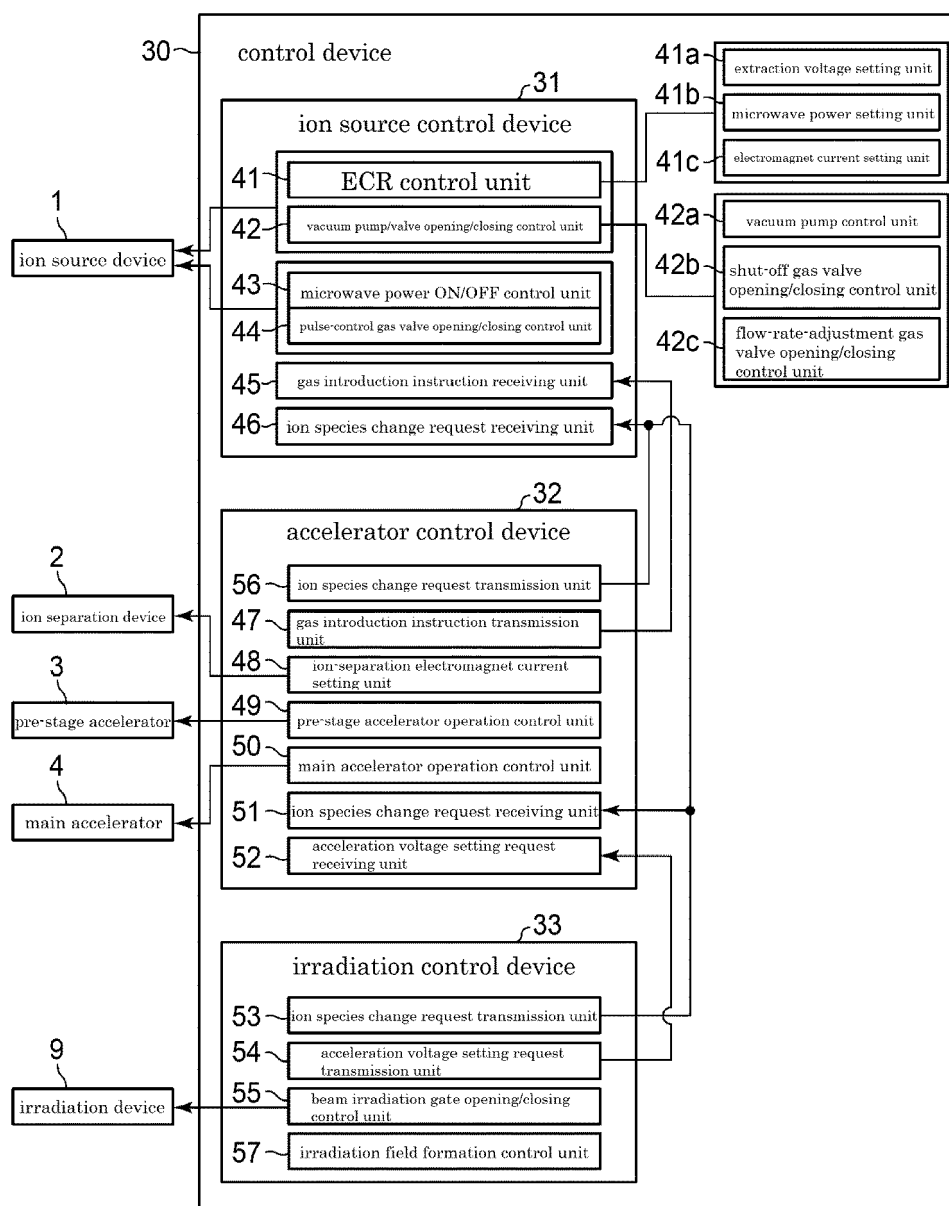 30
control device
31
ion source control device
41
ECR control unit
42
vacuum pump/valve opening/closing control unit
43
microwave power ON/OFF control unit
44
pulse-control gas valve opening/closing control unit
45
gas introduction instruction receiving unit
46
ion species change request receiving unit
41a
extraction voltage setting unit
41b
microwave power setting unit
41c
electromagnet current setting unit
42a
vacuum pump control unit
42b
shut-off gas valve
opening/closing control unit
42c
flow-rate-adjustment gas
valve opening/closing
control unit
1
ion source device
32
accelerator control device
56
ion species change request transmission unit
47
gas introduction instruction transmission
unit
48
ion-separation electromagnet current
setting unit
49
pre-stage accelerator operation control unit
50
main accelerator operation control unit
51
ion species change request receiving unit
52
acceleration voltage setting request
receiving unit
2
ion separation device
3
pre-stage accelerator
4
main accelerator
33
irradiation control device
53
ion species change request transmission unit
54
acceleration voltage setting request
transmission unit
55
beam irradiation gate opening/closing
control unit
57
irradiation field formation control unit
9
irradiation device